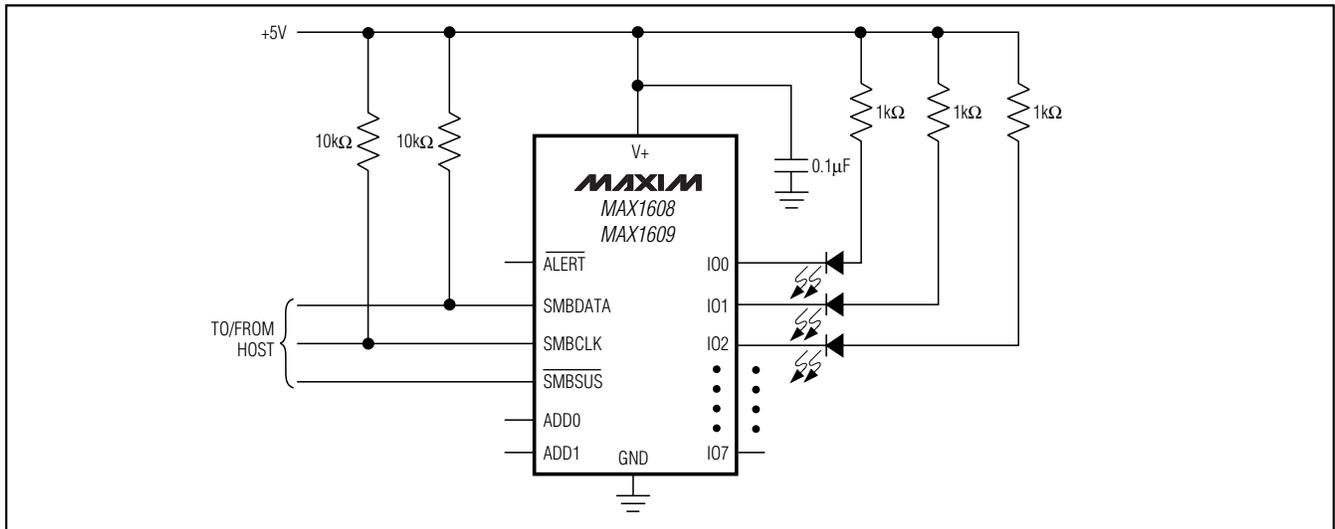 +5V
10kΩ
10kΩ
1kΩ
1kΩ
1kΩ
0.1μF
V+
MAXIM
MAX1608
MAX1609
ALERT
SMBDATA
SMBCLK
SMBSUS
ADD0
ADD1
GND
IO0
IO1
IO2
IO7
TO/FROM
HOST